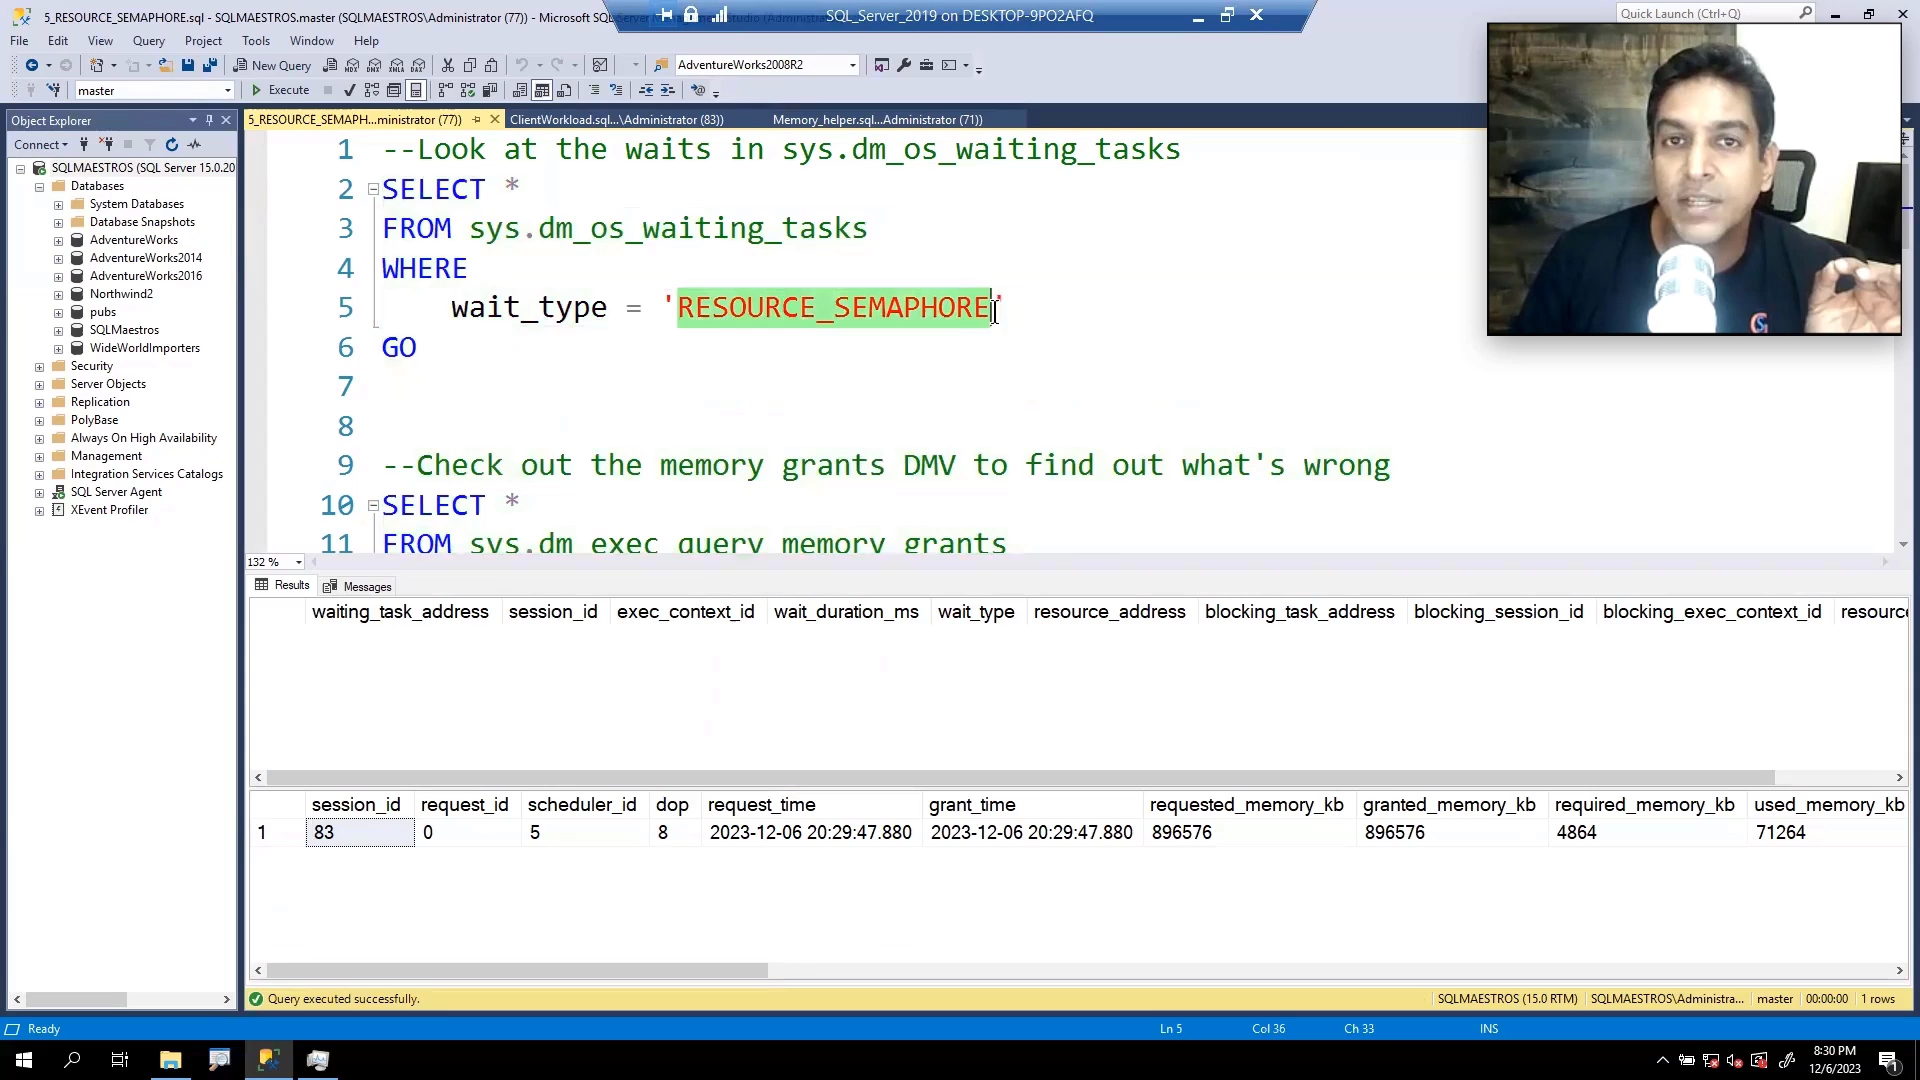 5_RESOURCE_SEMAPHORE.sql - SQLMAESTROS.master (SQLMAESTROS\Administrator (77)) - Microsoft SQL
SQL_Server_2019 on DESKTOP-9PO2AFQ
Quick Launch (Ctrl+Q)
File Edit View Query Project Tools Window Help
New Query
AdventureWorks2008R2
master
Execute
Object Explorer
5_RESOURCE_SEMAPH...ministrator (77))
ClientWorkload.sql...\Administrator (83))
Memory_helper.sql...Administrator (71))
Connect
SQLMAESTROS (SQL Server 15.0.20
Databases
System Databases
Database Snapshots
AdventureWorks
AdventureWorks2014
AdventureWorks2016
Northwind2
pubs
SQLMaestros
WideWorldImporters
Security
Server Objects
Replication
PolyBase
Always On High Availability
Management
Integration Services Catalogs
SQL Server Agent
XEvent Profiler
1 --Look at the waits in sys.dm_os_waiting_tasks
2 SELECT *
3 FROM sys.dm_os_waiting_tasks
4 WHERE
5 wait_type = 'RESOURCE_SEMAPHORE'
6 GO
7
8
9 --Check out the memory grants DMV to find out what's wrong
10 SELECT *
11 FROM sys.dm_exec_query_memory_grants
132 %
Results Messages
waiting_task_address session_id exec_context_id wait_duration_ms wait_type resource_address blocking_task_address blocking_session_id blocking_exec_context_id resourc
session_id request_id scheduler_id dop request_time grant_time requested_memory_kb granted_memory_kb required_memory_kb used_memory_kb
1 83 0 5 8 2023-12-06 20:29:47.880 2023-12-06 20:29:47.880 896576 896576 4864 71264
Query executed successfully.
SQLMAESTROS (15.0 RTM) SQLMAESTROS\Administra... master 00:00:00 1 rows
Ready
Ln 5 Col 36 Ch 33 INS
8:30 PM
12/6/2023
1